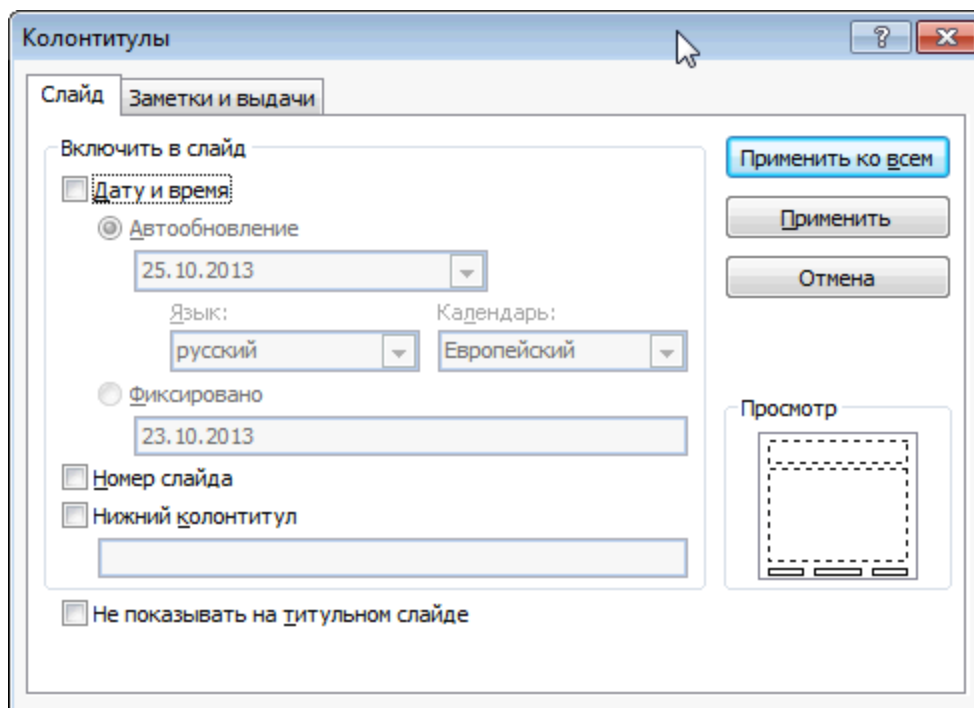 Колонтитулы
Слайд Заметки и выдачи
Включить в слайд
Дату и время
Автообновление
25.10.2013
Язык: Календарь:
русский Европейский
Фиксировано
23.10.2013
Номер слайда
Нижний колонтитул
Не показывать на титульном слайде
Применить ко всем
Применить
Отмена
Просмотр